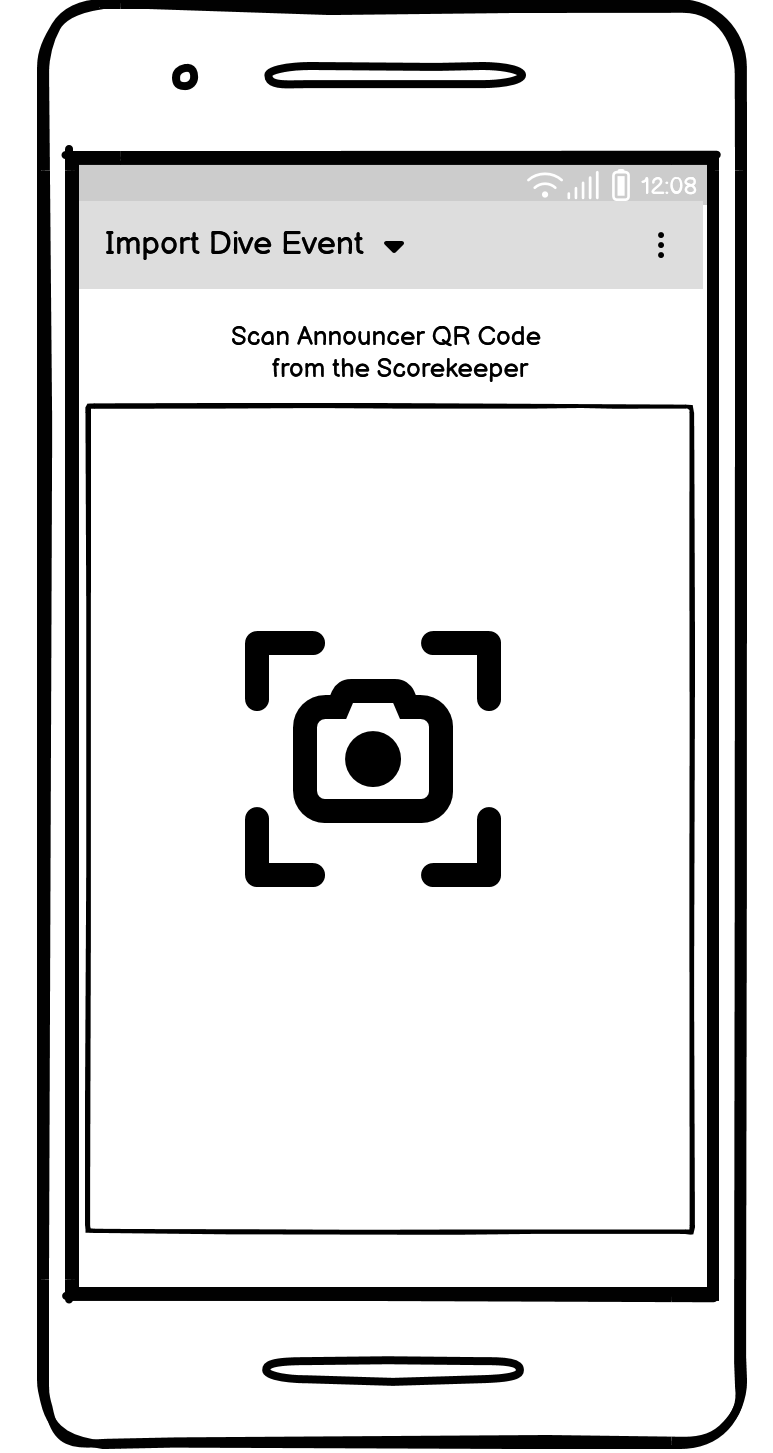 12:08
Import Dive Event
Scan Announcer QR Code
from the Scorekeeper